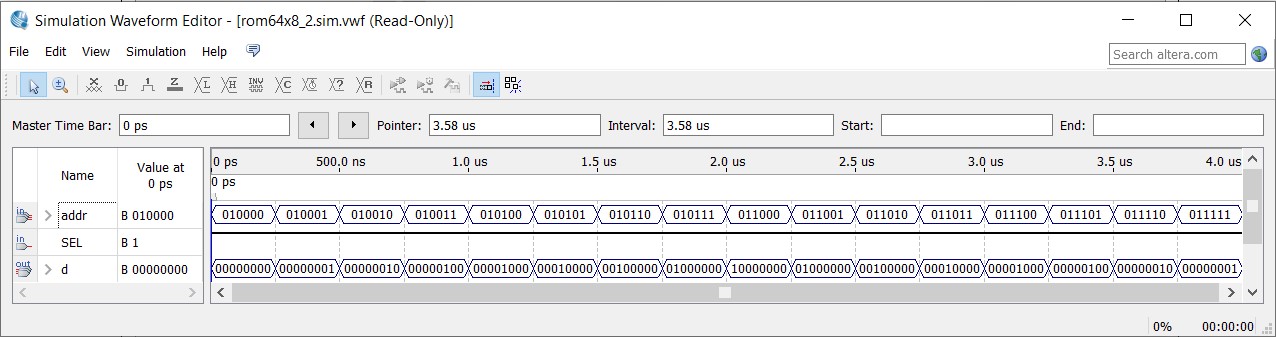 Simulation Waveform Editor - [rom64x8_2.sim.vwf (Read-Only)]
File Edit View Simulation Help
Search altera.com
Master Time Bar: 0 ps Pointer: 3.58 us Interval: 3.58 us Start: End:
Name Value at 0 ps
0 ps 500.0 ns 1.0 us 1.5 us 2.0 us 2.5 us 3.0 us 3.5 us 4.0 us
0 ps
in addr B 010000 010000 010001 010010 010011 010100 010101 010110 010111 011000 011001 011010 011011 011100 011101 011110 011111
in SEL B 1
out d B 00000000 00000000 00000001 00000010 00000100 00001000 00010000 00100000 01000000 10000000 01000000 00100000 00010000 00001000 00000100 00000010 00000001
0% 00:00:00